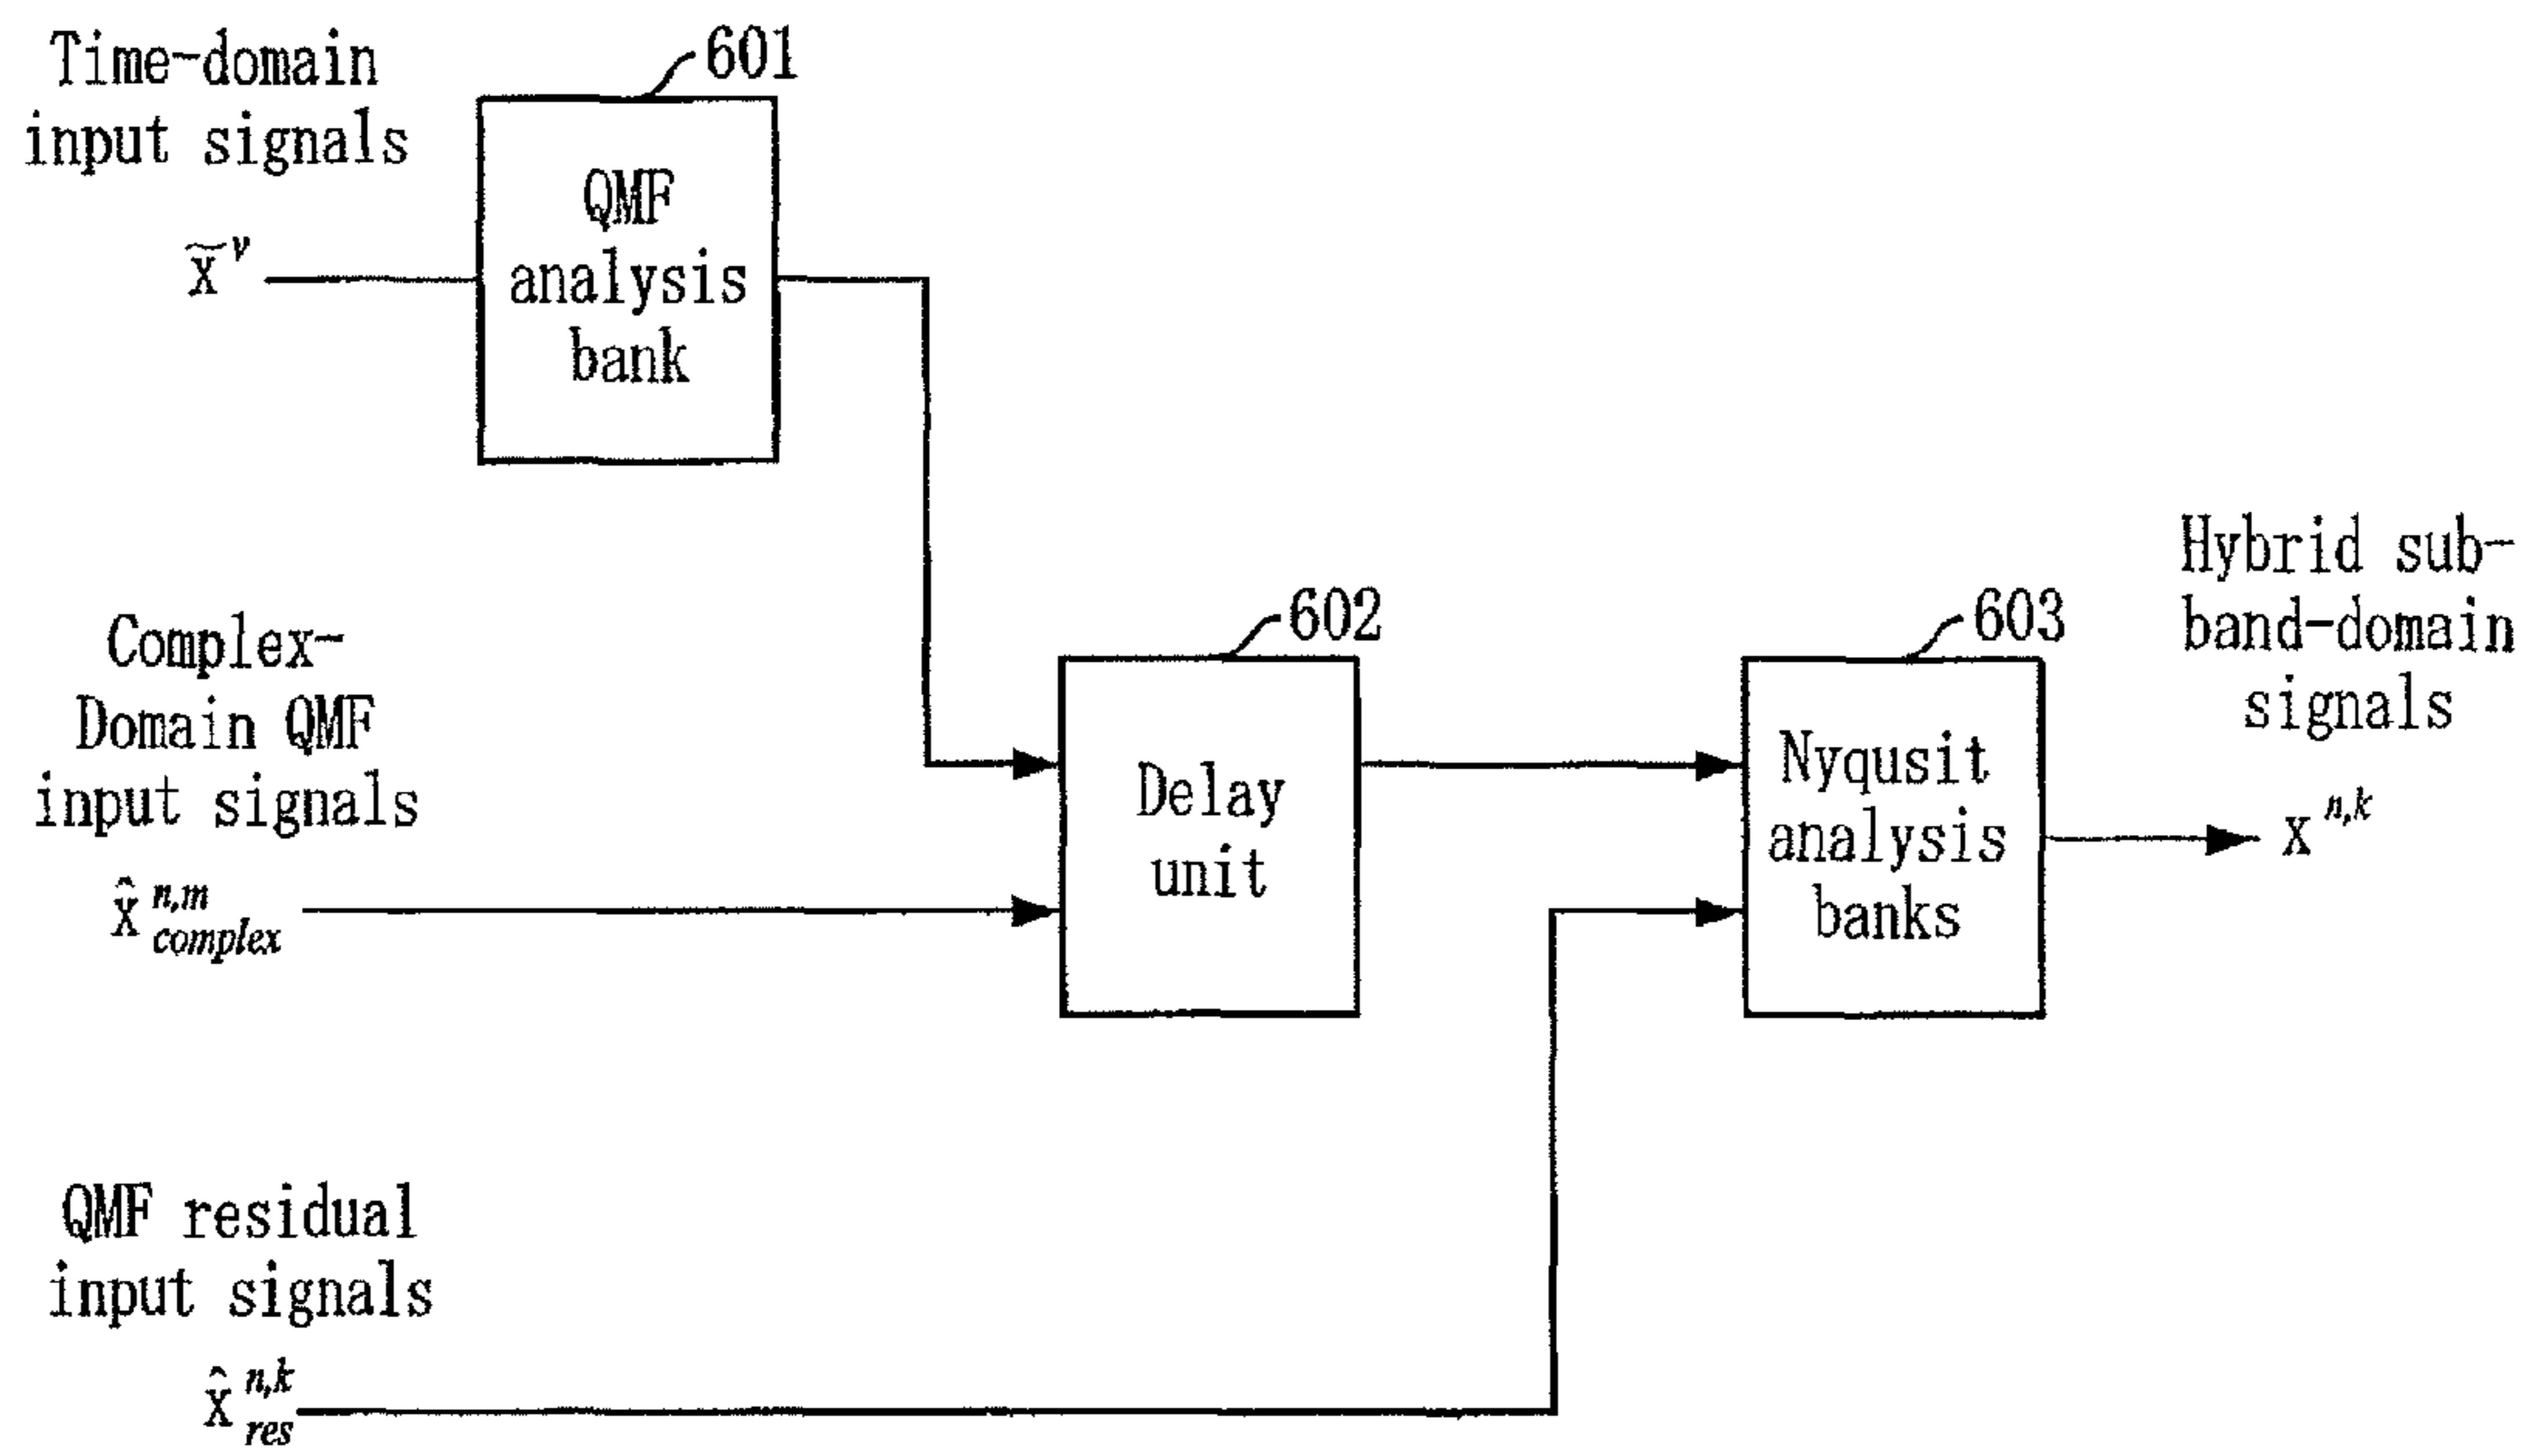 Time-domain
input signals
601
QMF
analysis
bank
x̃^ν
Complex-
Domain QMF
input signals
x̂^{n,m}_{complex}
602
Delay
unit
603
Nyqusit
analysis
banks
Hybrid sub-
band-domain
signals
x^{n,k}
QMF residual
input signals
x̂^{n,k}_{res}